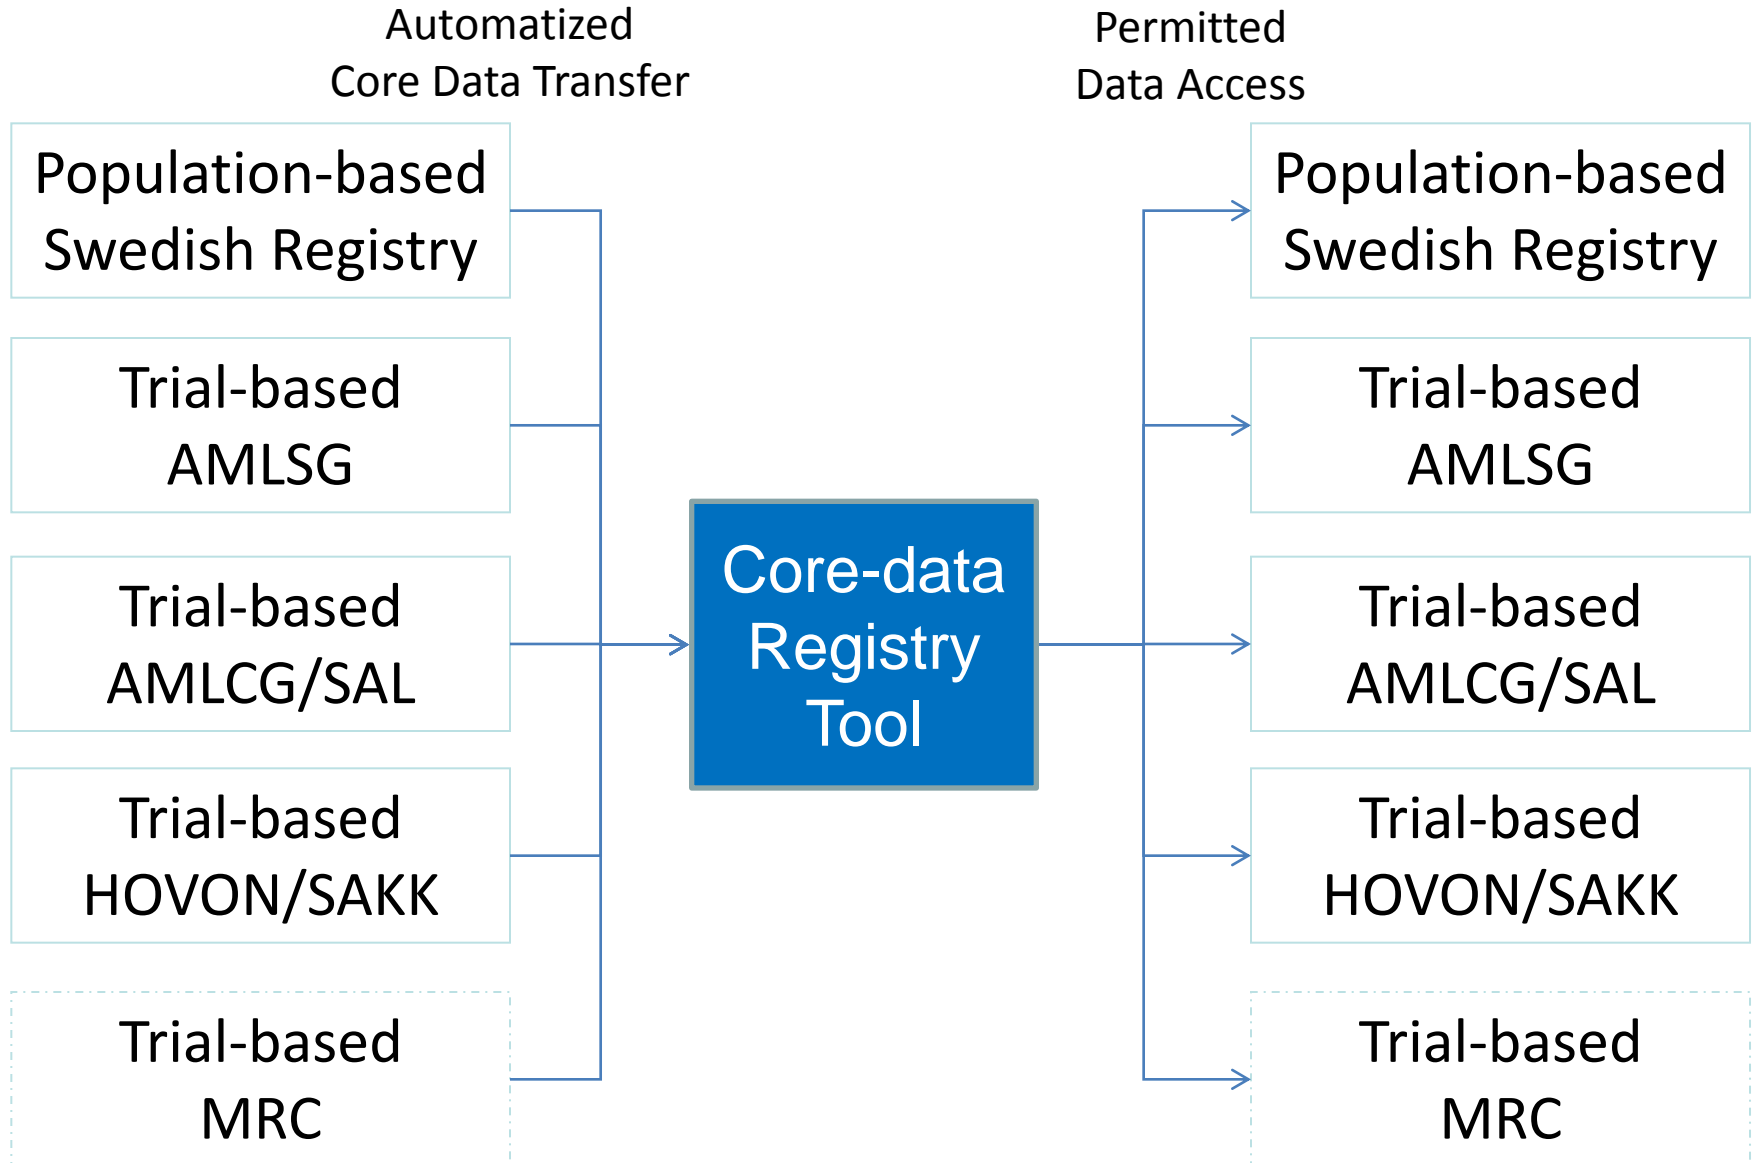 Automatized
Core Data Transfer
Permitted
Data Access
Population-based
Swedish Registry
Trial-based
AMLSG
Trial-based
AMLCG/SAL
Trial-based
HOVON/SAKK
Trial-based
MRC
Core-data
Registry
Tool
Population-based
Swedish Registry
Trial-based
AMLSG
Trial-based
AMLCG/SAL
Trial-based
HOVON/SAKK
Trial-based
MRC